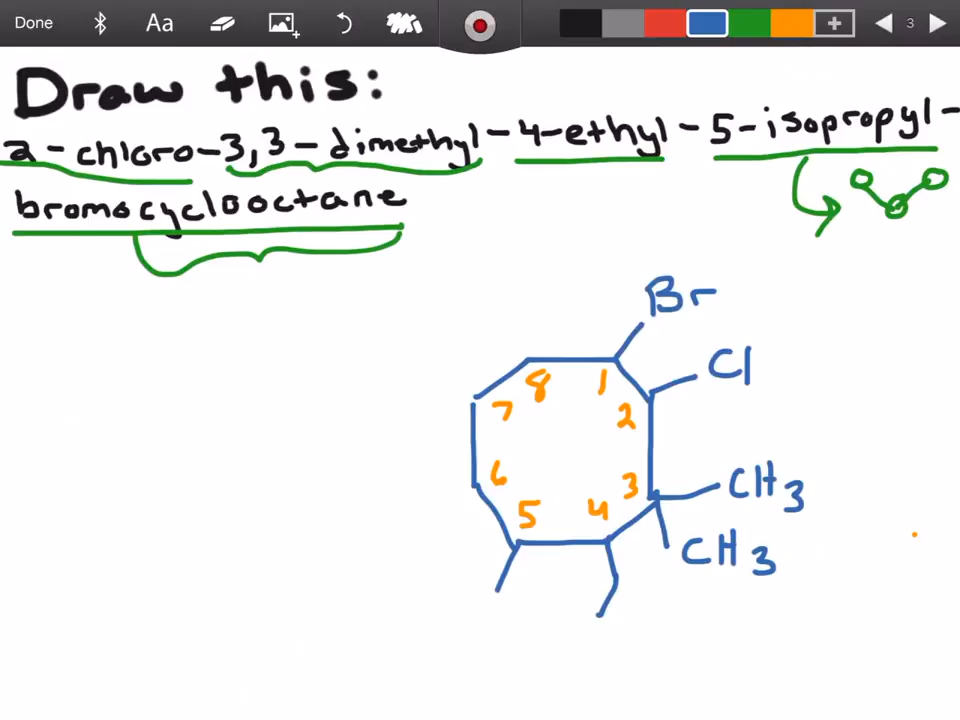 Done
Aa
3
Draw this:
2-chloro-3,3-dimethyl-4-ethyl-5-isopropyl-
bromocyclooctane
Br
Cl
8 1
7 2
6 3 CH3
5 4
CH3